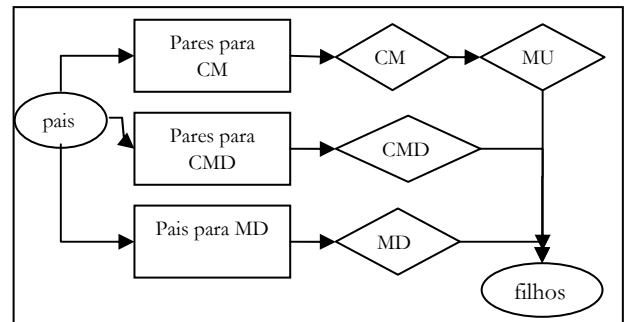 Pares para
CM
CM
MU
pais
Pares para
CMD
CMD
Pais para MD
MD
filhos